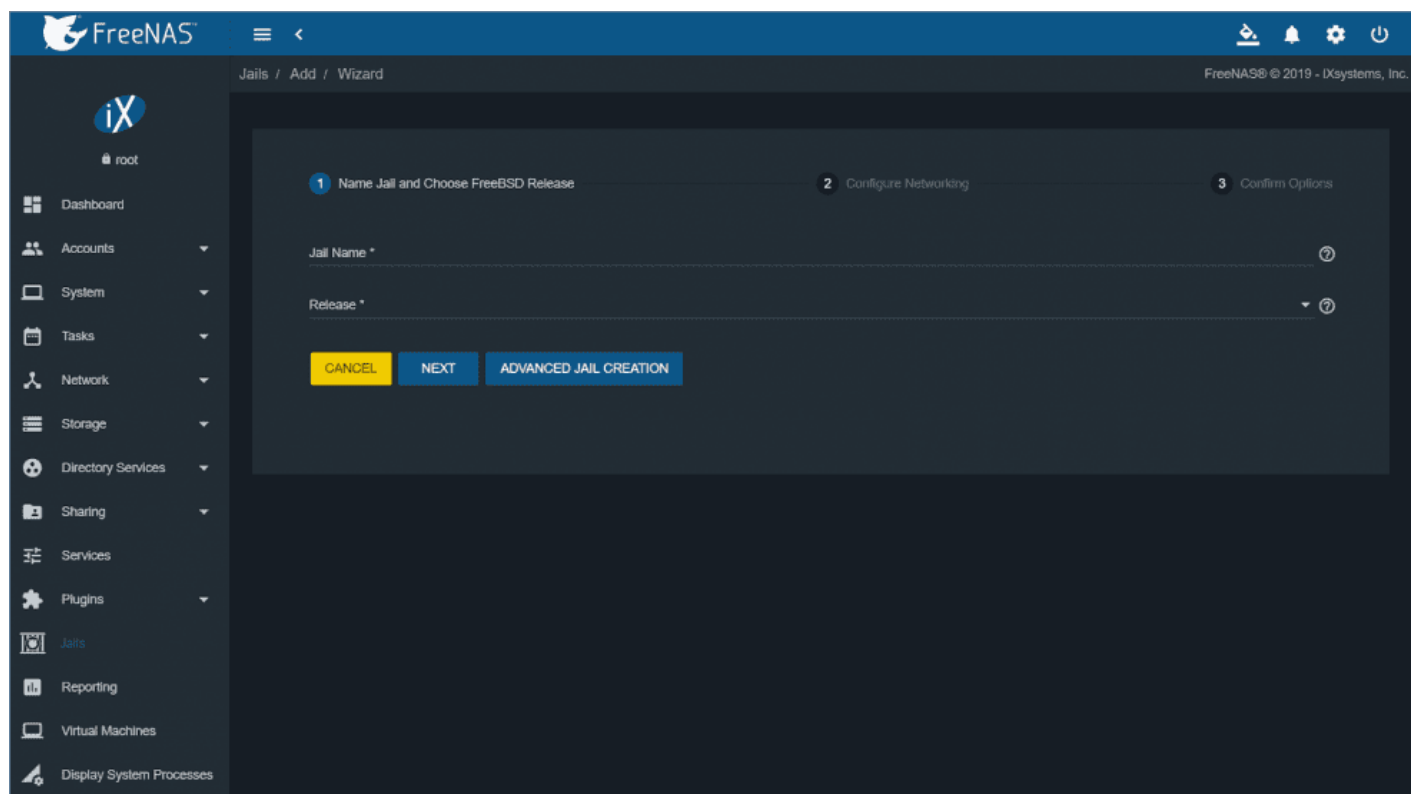 FreeNAS™
Jails / Add / Wizard
FreeNAS® © 2019 - iXsystems, Inc.
iX
root
1 Name Jail and Choose FreeBSD Release
2 Configure Networking
3 Confirm Options
Jail Name *
Release *
CANCEL
NEXT
ADVANCED JAIL CREATION
Dashboard
Accounts
System
Tasks
Network
Storage
Directory Services
Sharing
Services
Plugins
Jails
Reporting
Virtual Machines
Display System Processes